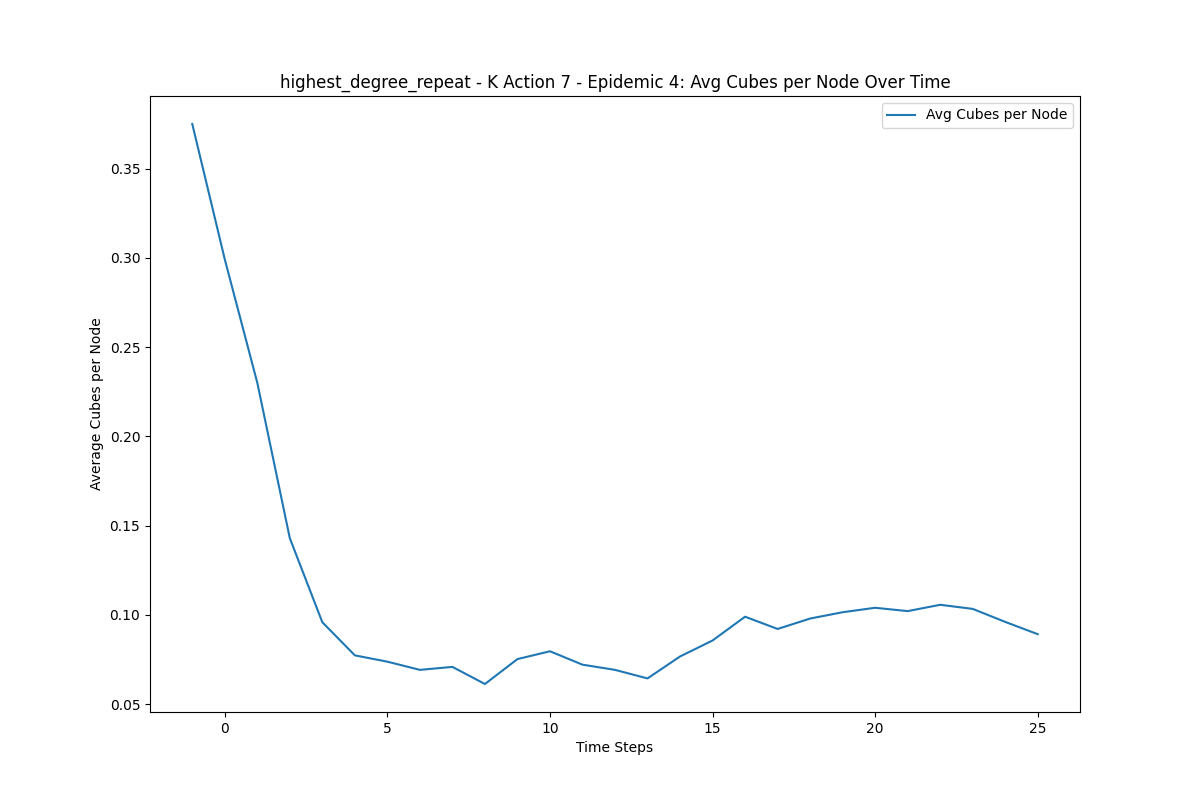 highest_degree_repeat - K Action 7 - Epidemic 4: Avg Cubes per Node Over Time
Avg Cubes per Node
Average Cubes per Node
0.35
0.30
0.25
0.20
0.15
0.10
0.05
0 5 10 15 20 25
Time Steps